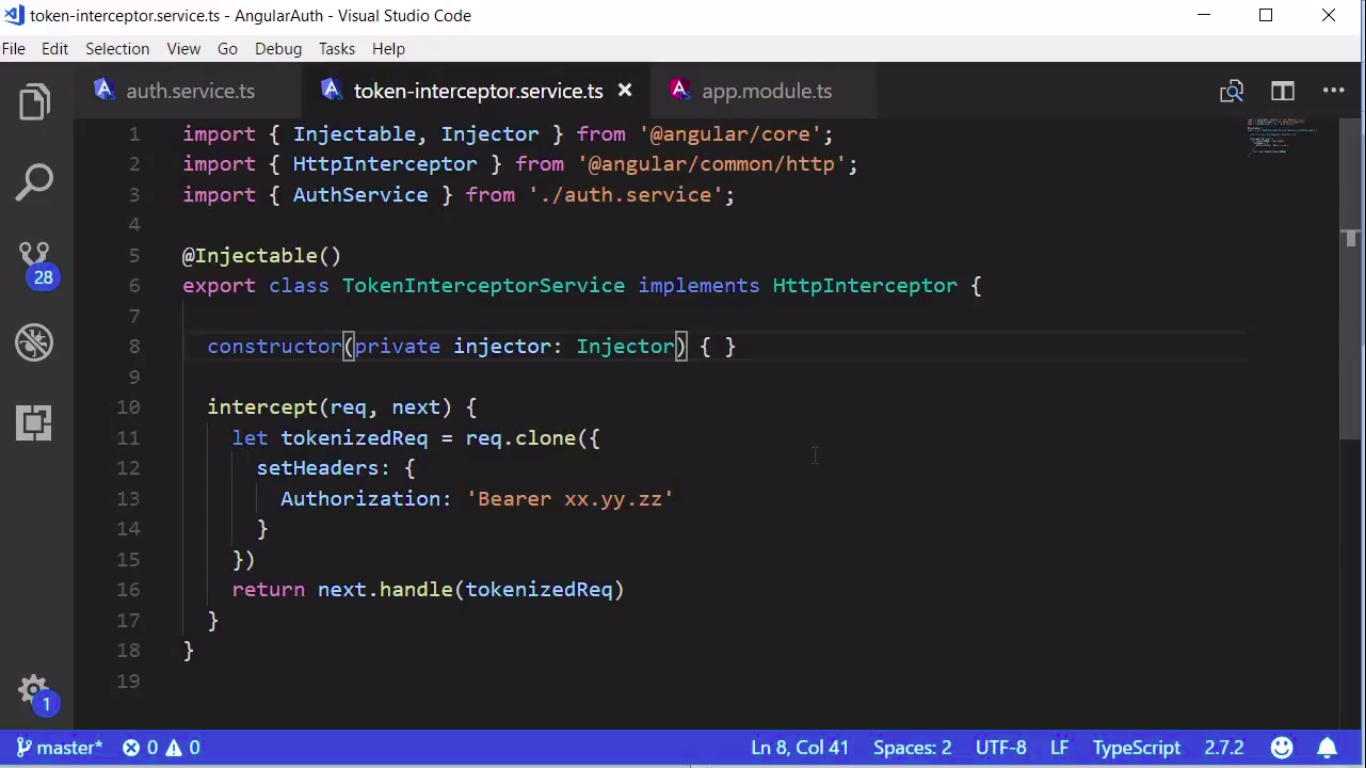 token-interceptor.service.ts - AngularAuth - Visual Studio Code
File Edit Selection View Go Debug Tasks Help
auth.service.ts token-interceptor.service.ts app.module.ts
1 import { Injectable, Injector } from '@angular/core';
2 import { HttpInterceptor } from '@angular/common/http';
3 import { AuthService } from './auth.service';
4
5 @Injectable()
6 export class TokenInterceptorService implements HttpInterceptor {
7
8 constructor(private injector: Injector) { }
9
10 intercept(req, next) {
11 let tokenizedReq = req.clone({
12 setHeaders: {
13 Authorization: 'Bearer xx.yy.zz'
14 }
15 })
16 return next.handle(tokenizedReq)
17 }
18 }
19
28
1
master* 0 0 Ln 8, Col 41 Spaces: 2 UTF-8 LF TypeScript 2.7.2